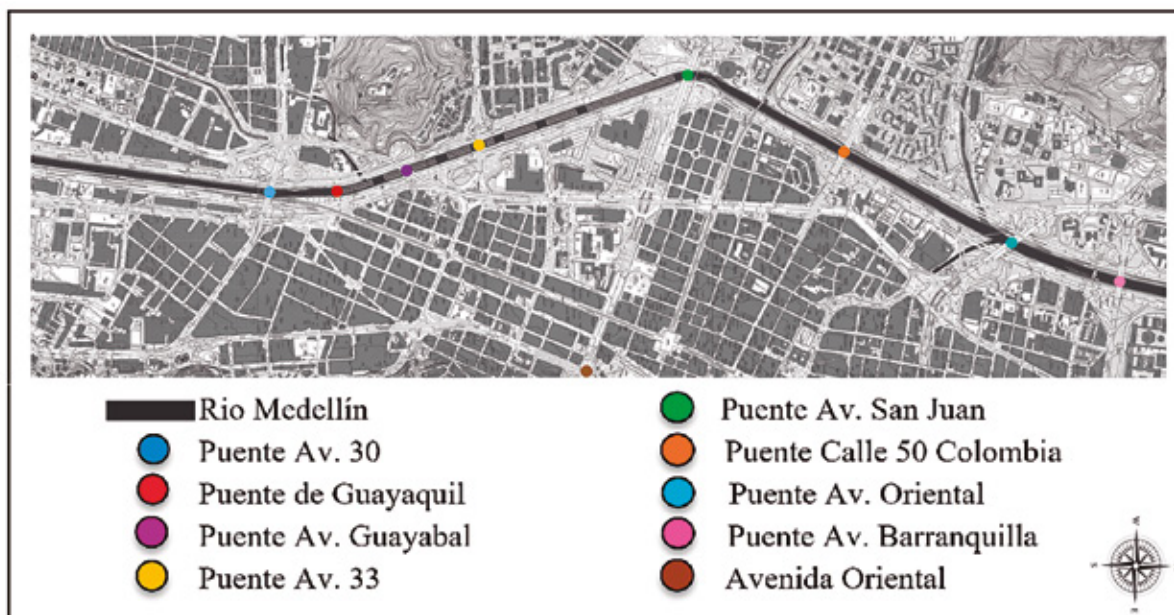 Rio Medellín
Puente Av. 30
Puente de Guayaquil
Puente Av. Guayabal
Puente Av. 33
Puente Av. San Juan
Puente Calle 50 Colombia
Puente Av. Oriental
Puente Av. Barranquilla
Avenida Oriental